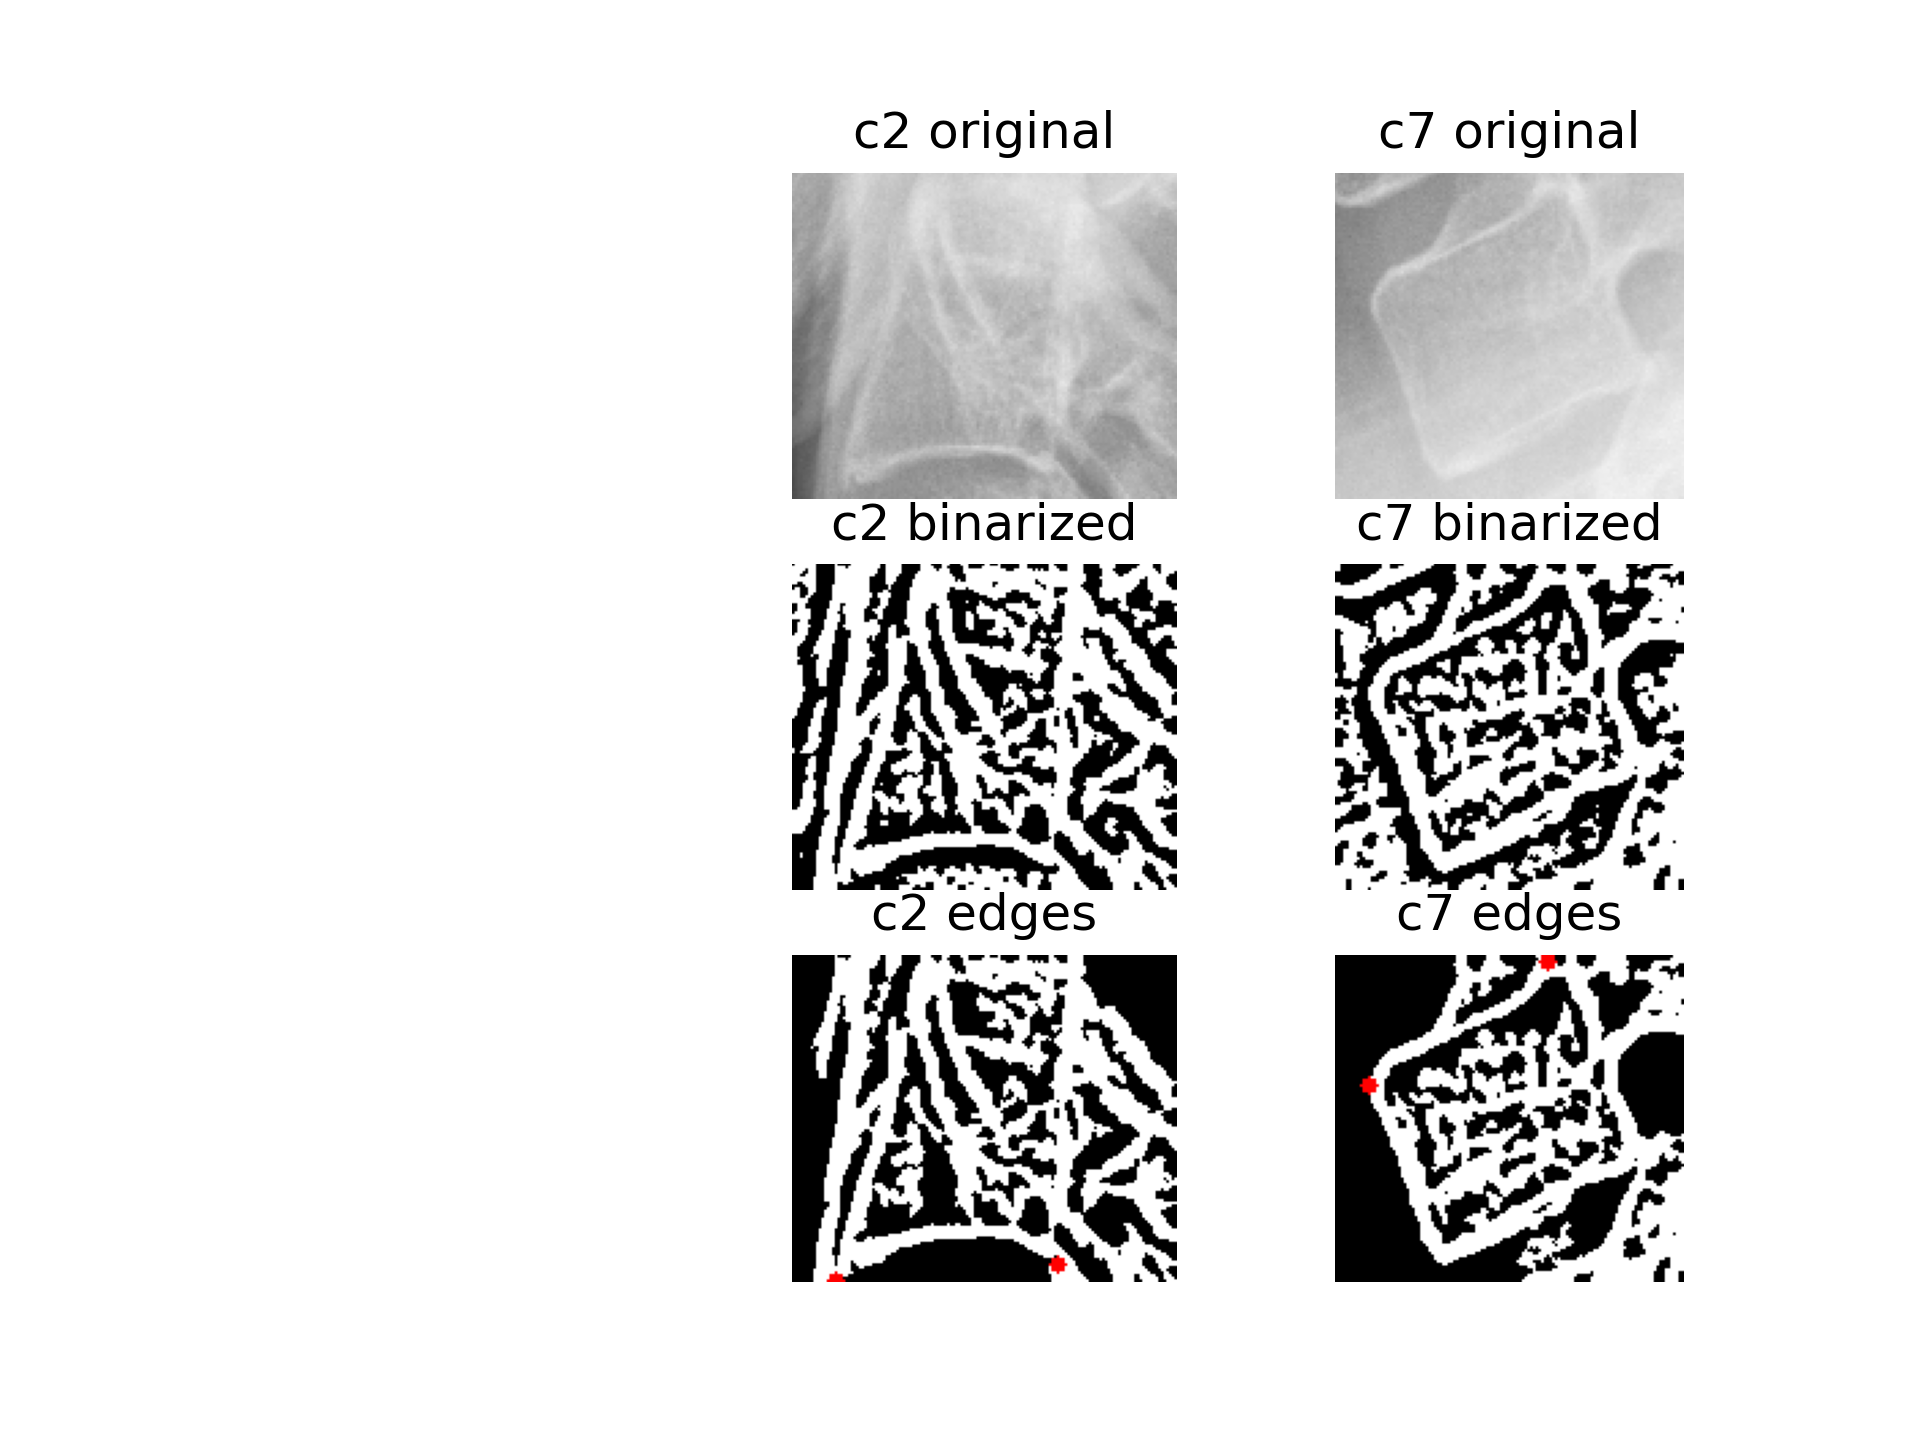 c2 original
c7 original
c2 binarized
c7 binarized
c2 edges
c7 edges